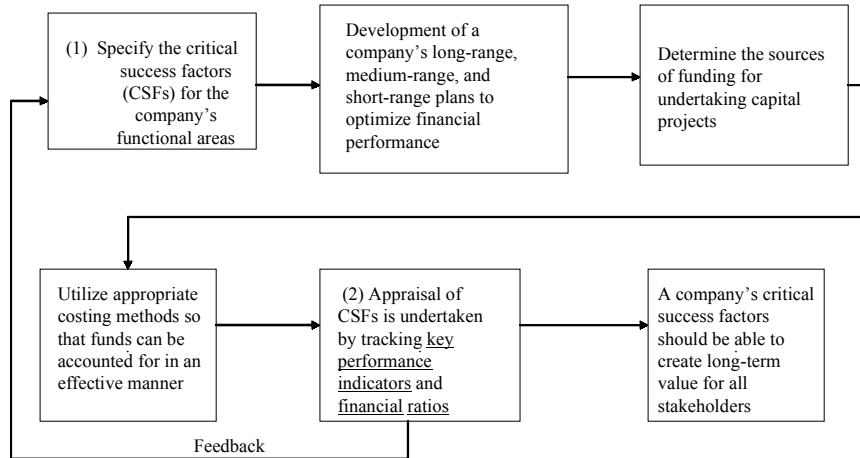 (1) Specify the critical
success factors
(CSFs) for the
company's
functional areas
Development of a
company's long-range,
medium-range, and
short-range plans to
optimize financial
performance
Determine the sources
of funding for
undertaking capital
projects
Utilize appropriate
costing methods so
that funds can be
accounted for in an
effective manner
(2) Appraisal of
CSFs is undertaken
by tracking key
performance
indicators and
financial ratios
A company's critical
success factors
should be able to
create long-term
value for all
stakeholders
Feedback